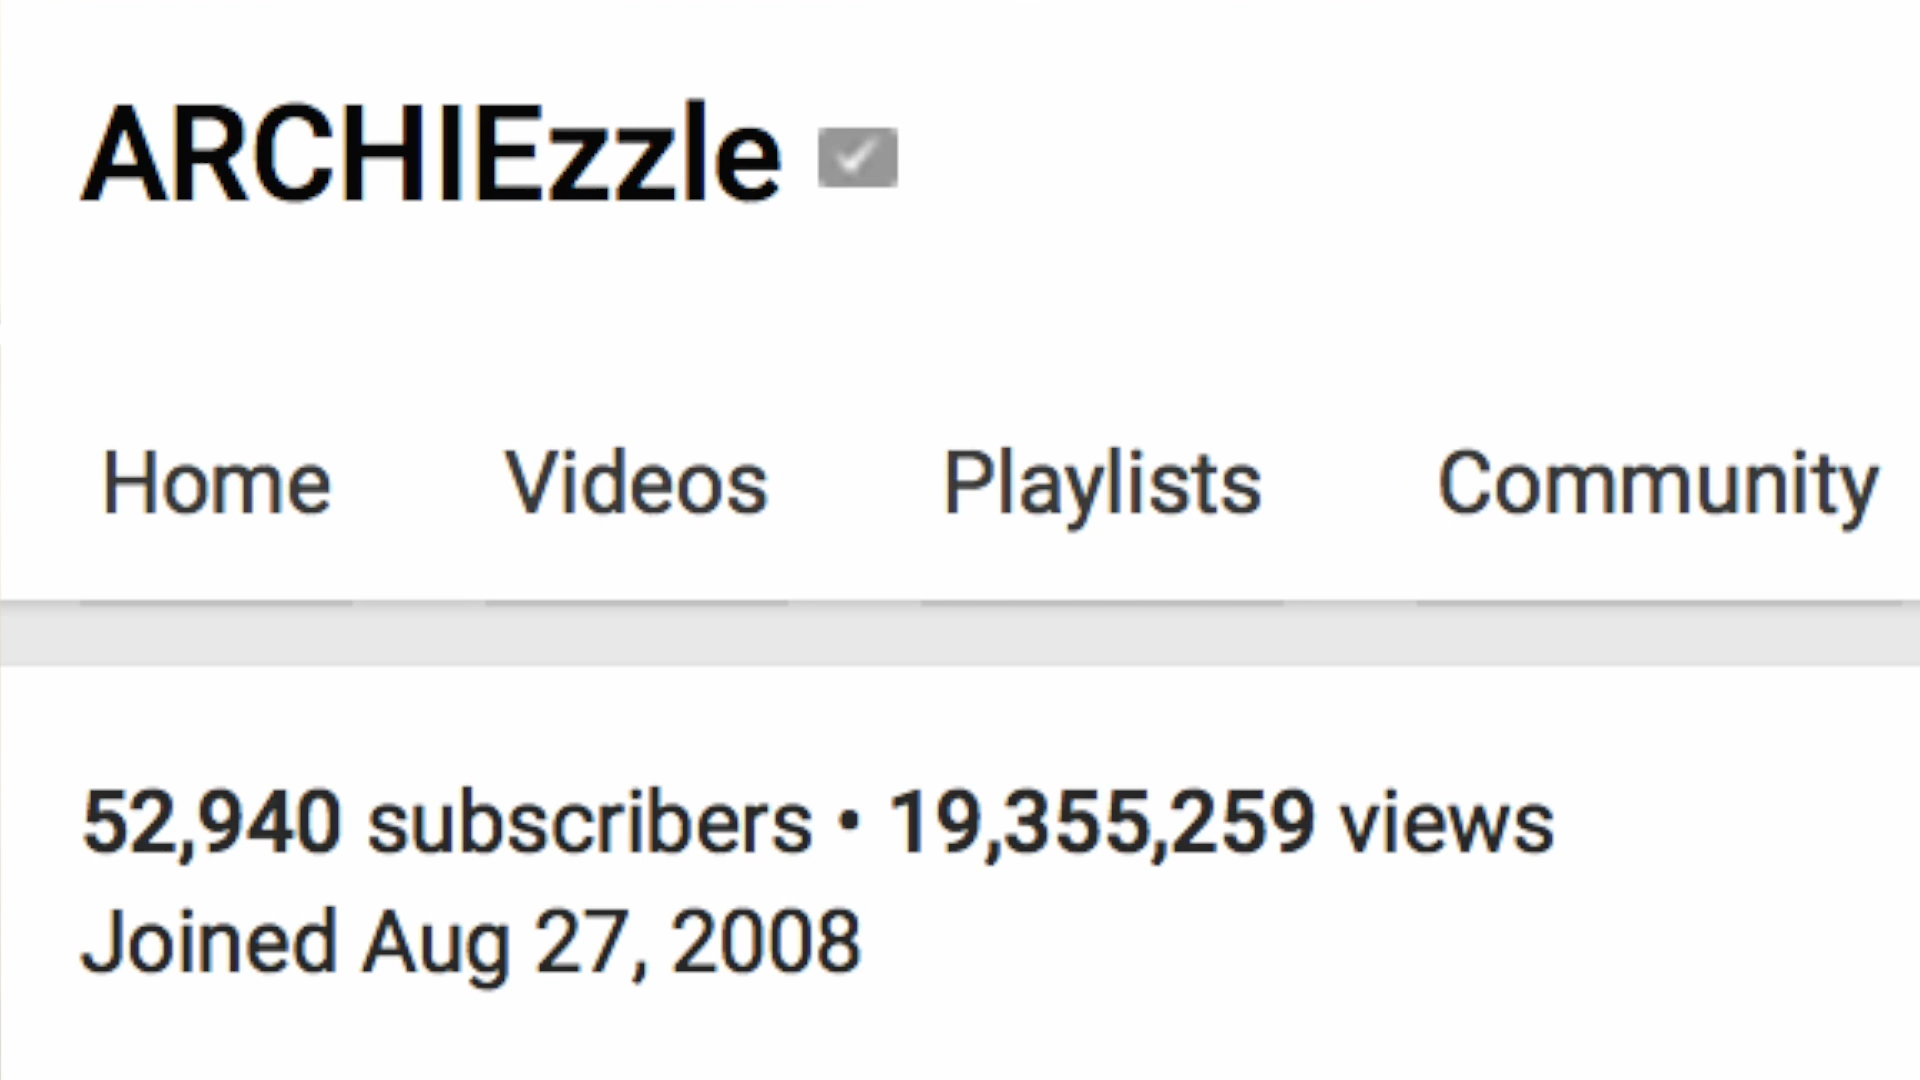 ARCHIEzzle
Home Videos Playlists Community
52,940 subscribers • 19,355,259 views
Joined Aug 27, 2008